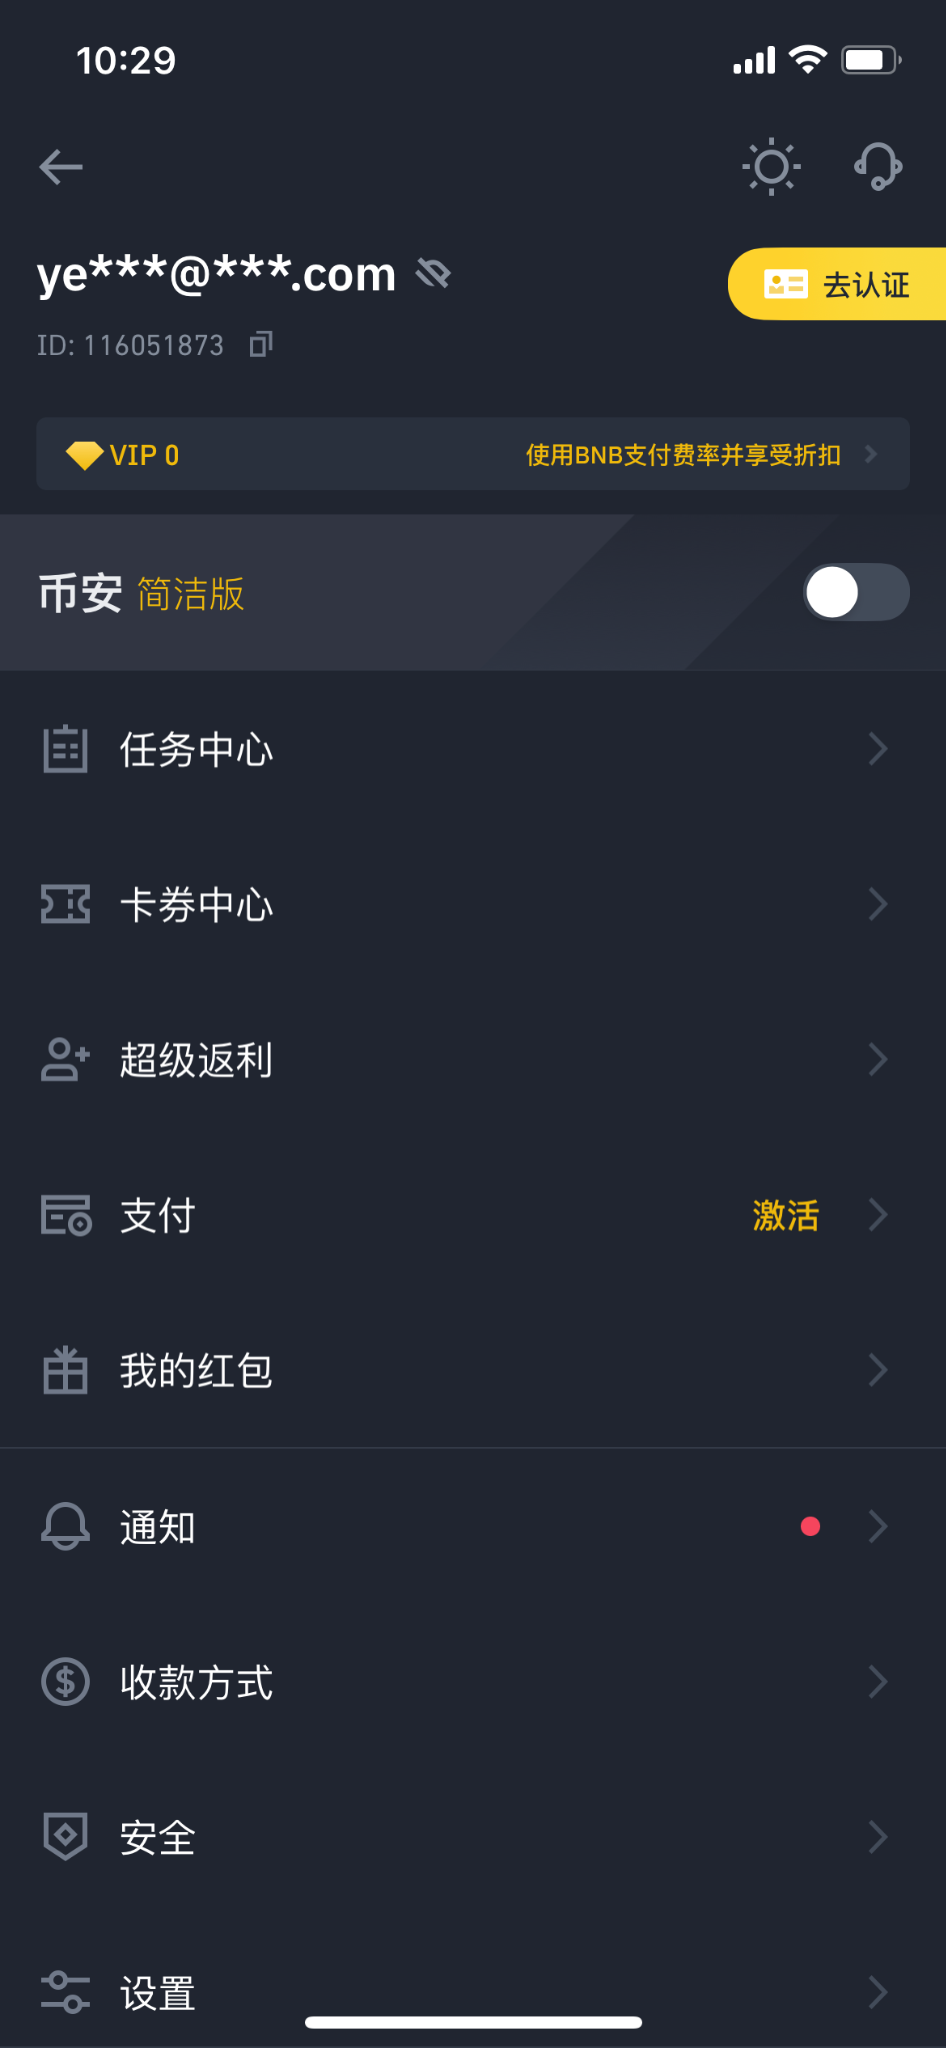 10:29
ye***@***.com
去认证
ID: 116051873
VIP 0
使用BNB支付费率并享受折扣
币安 简洁版
任务中心
卡券中心
超级返利
支付
激活
我的红包
通知
收款方式
安全
设置